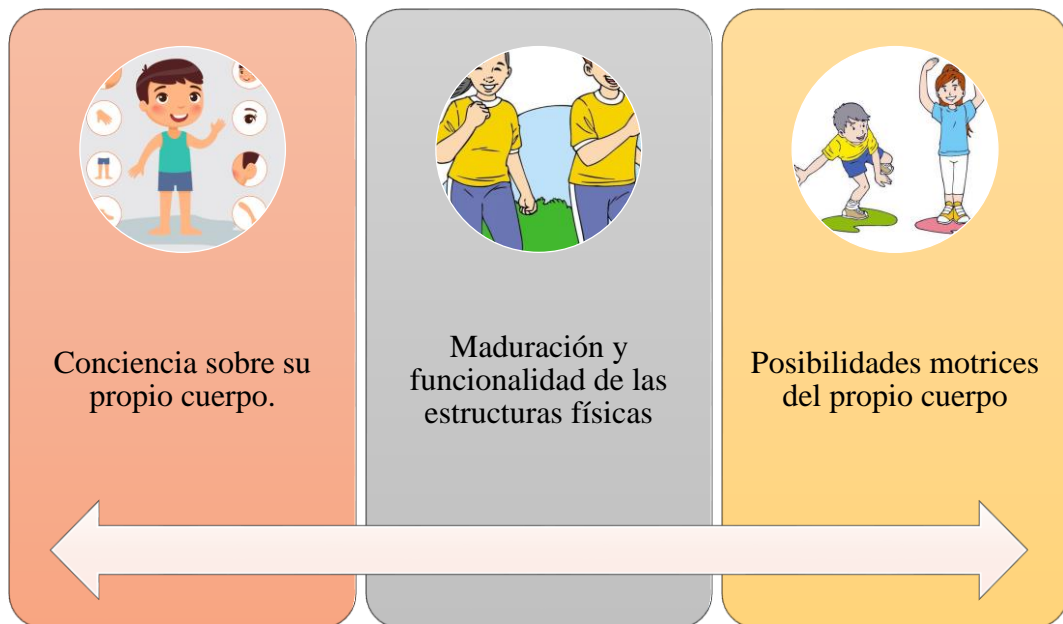 Conciencia sobre su
propio cuerpo.
Maduración y
funcionalidad de las
estructuras físicas
Posibilidades motrices
del propio cuerpo